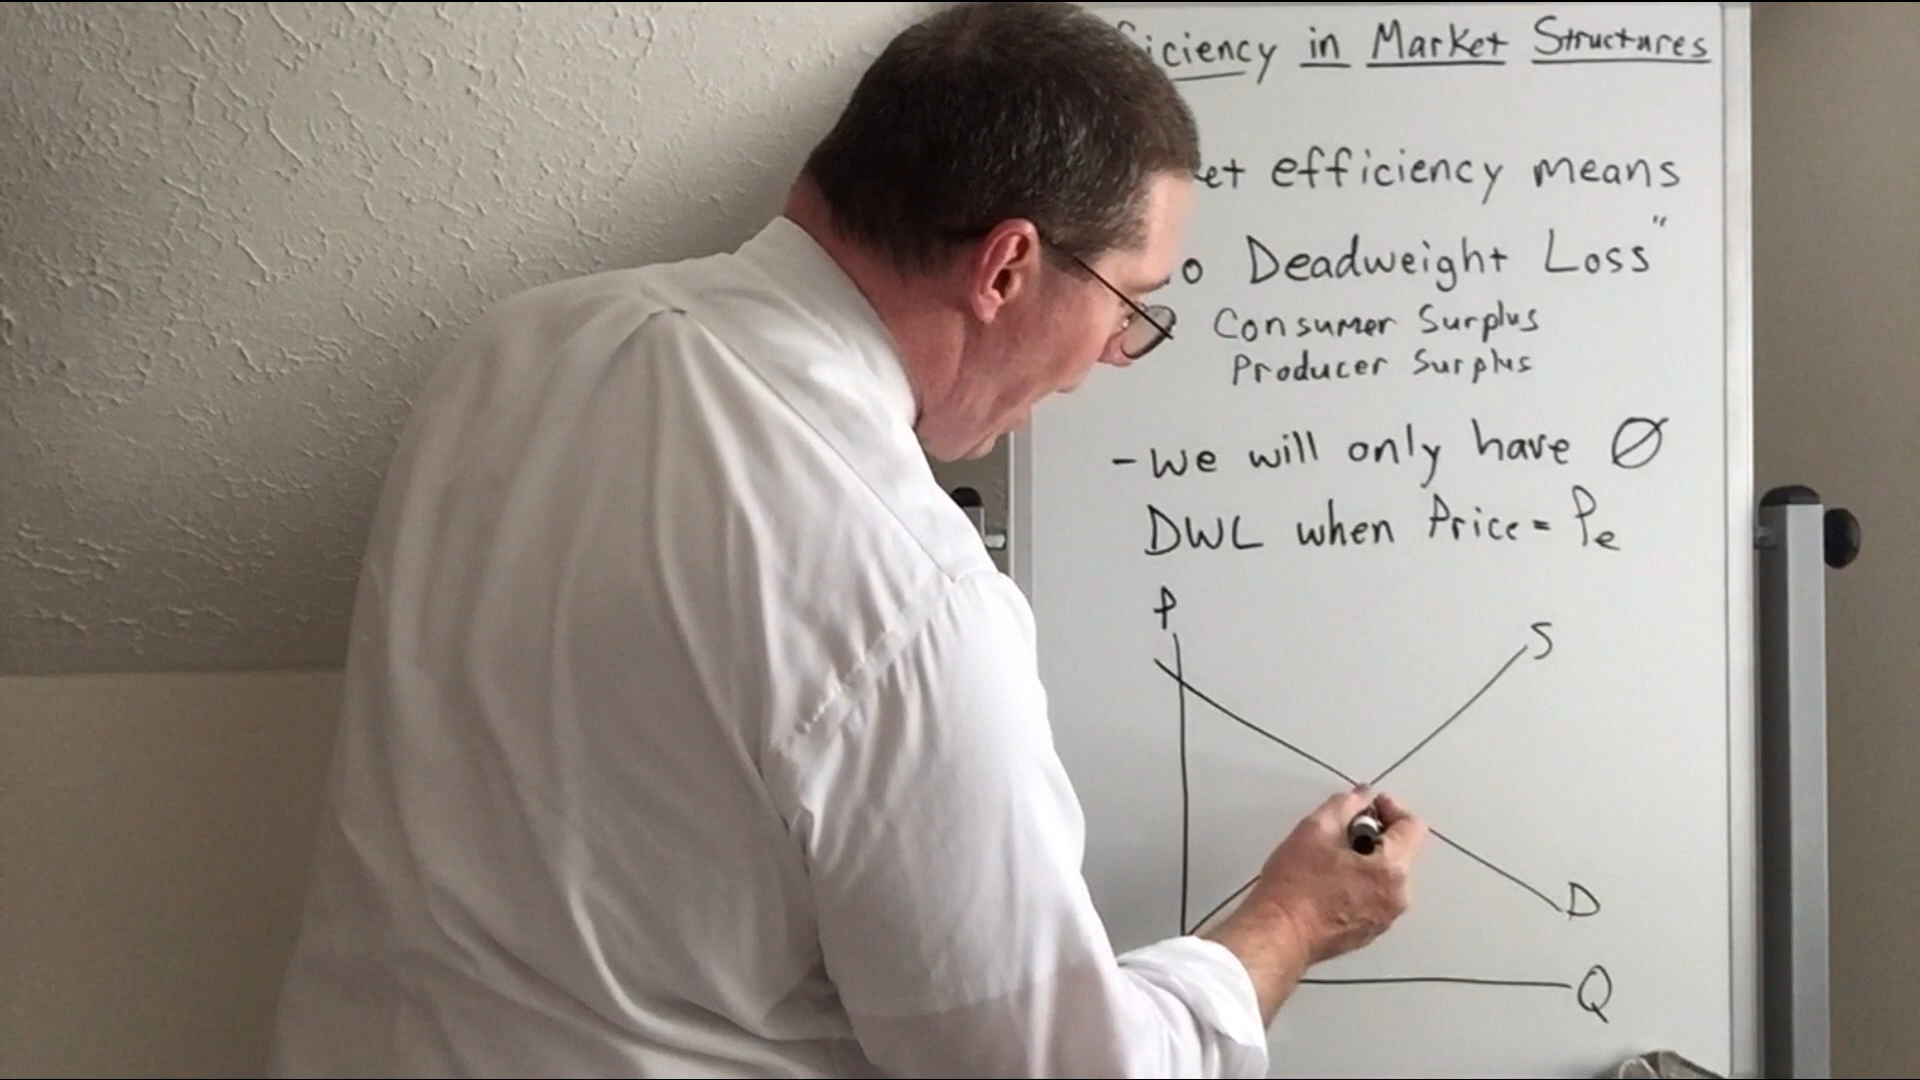 iciency in Market Structures
et efficiency means
o Deadweight Loss"
Consumer Surplus
Producer Surplus
- We will only have Ø
DWL when Price = Pe
P
S
D
Q